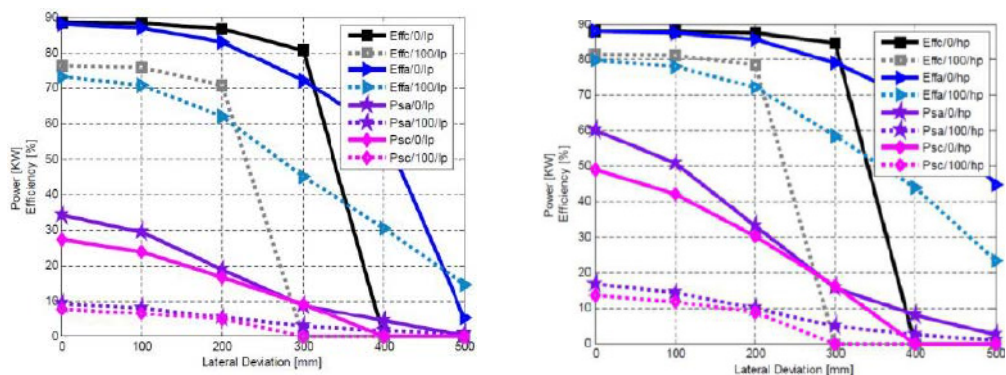 90
80
70
60
50
40
30
20
10
0
Power [KW]
Efficiency [%]
0 100 200 300 400 500
Lateral Deviation [mm]
Effc/0/lp
Effc/100/lp
Effa/0/lp
Effa/100/lp
Psa/0/lp
Psa/100/lp
Psc/0/lp
Psc/100/lp
90
80
70
60
50
40
30
20
10
0
Power [KW]
Efficiency [%]
0 100 200 300 400 500
Lateral Deviation [mm]
Effc/0/hp
Effc/100/hp
Effa/0/hp
Effa/100/hp
Psa/0/hp
Psa/100/hp
Psc/0/hp
Psc/100/hp